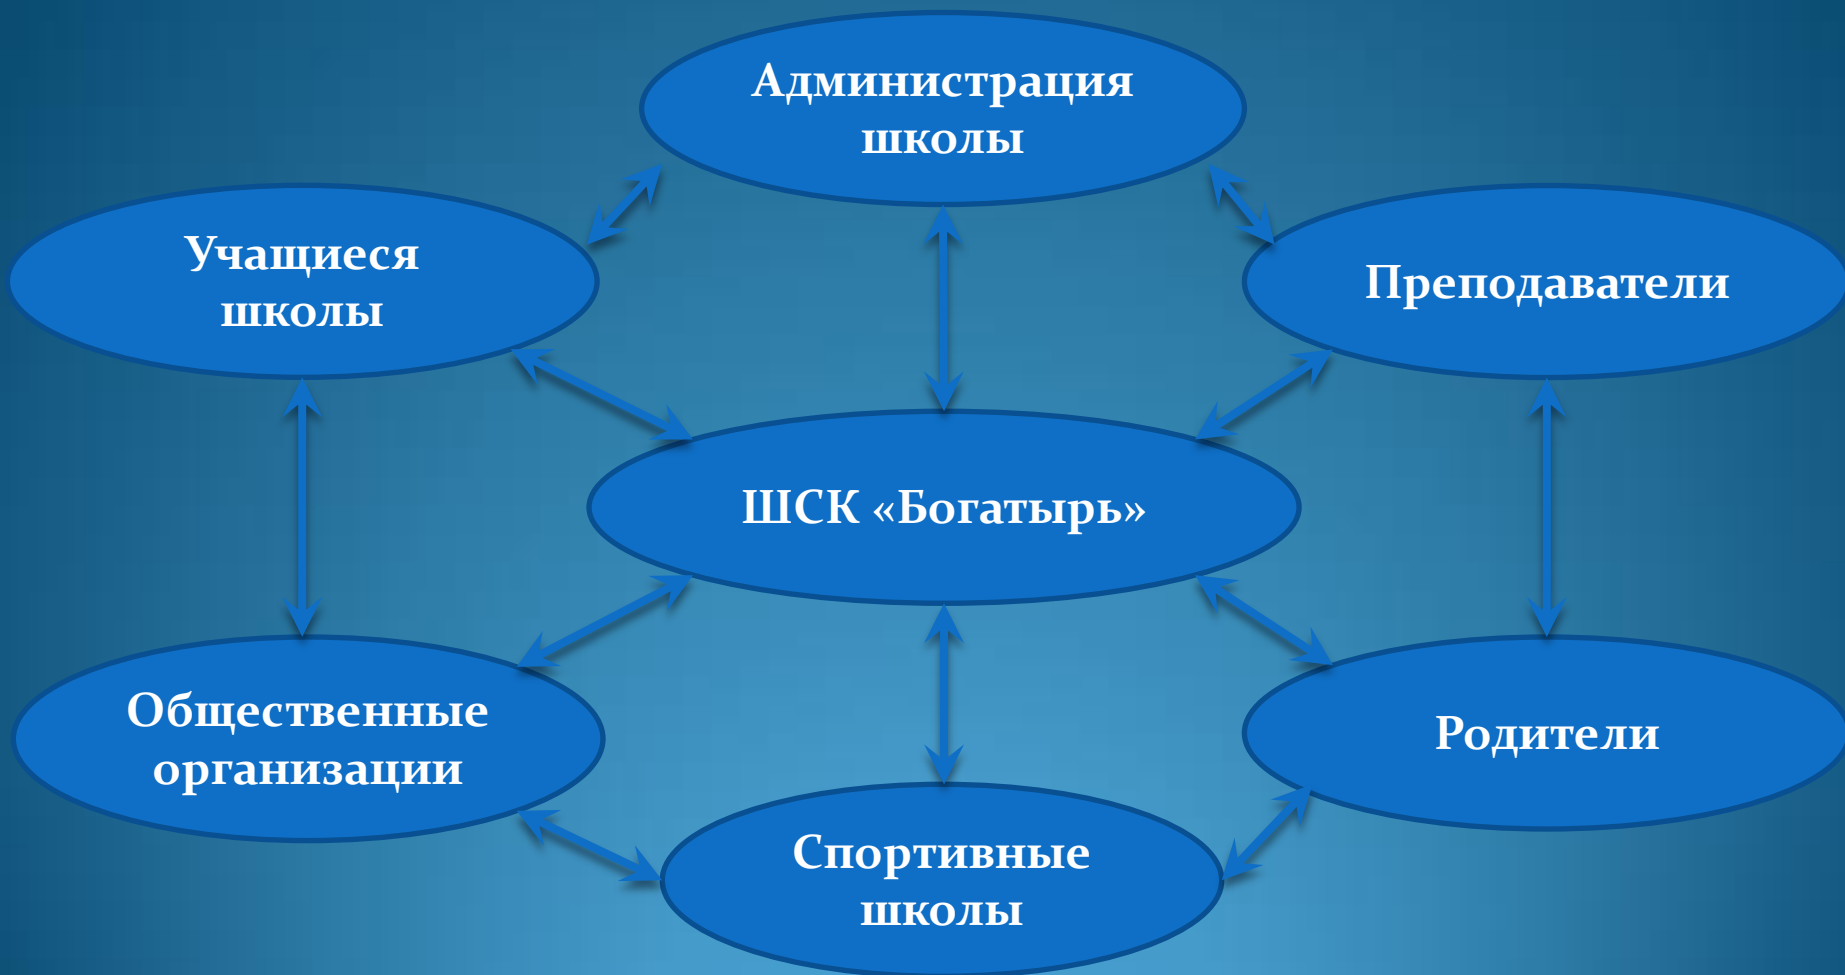 Администрация
школы
Учащиеся
школы
Преподаватели
ШСК «Богатырь»
Общественные
организации
Родители
Спортивные
школы